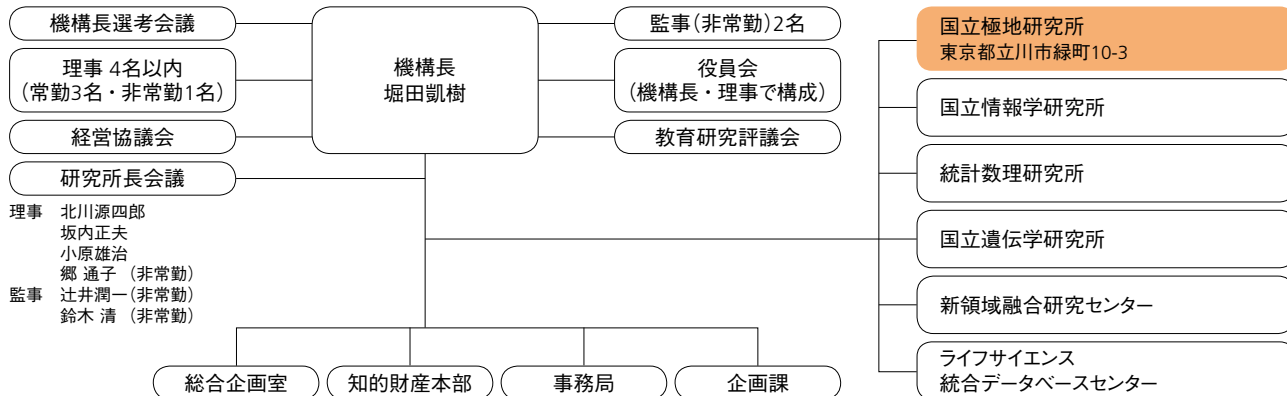 機構長選考会議
理事 4名以内
(常勤3名・非常勤1名)
経営協議会
研究所長会議
機構長
堀田凱樹
監事(非常勤)2名
役員会
(機構長・理事で構成)
教育研究評議会
理事 北川源四郎
坂内正夫
小原雄治
郷 通子 (非常勤)
監事 辻井潤一(非常勤)
鈴木 清 (非常勤)
総合企画室
知的財産本部
事務局
企画課
国立極地研究所
東京都立川市緑町10-3
国立情報学研究所
統計数理研究所
国立遺伝学研究所
新領域融合研究センター
ライフサイエンス
統合データベースセンター